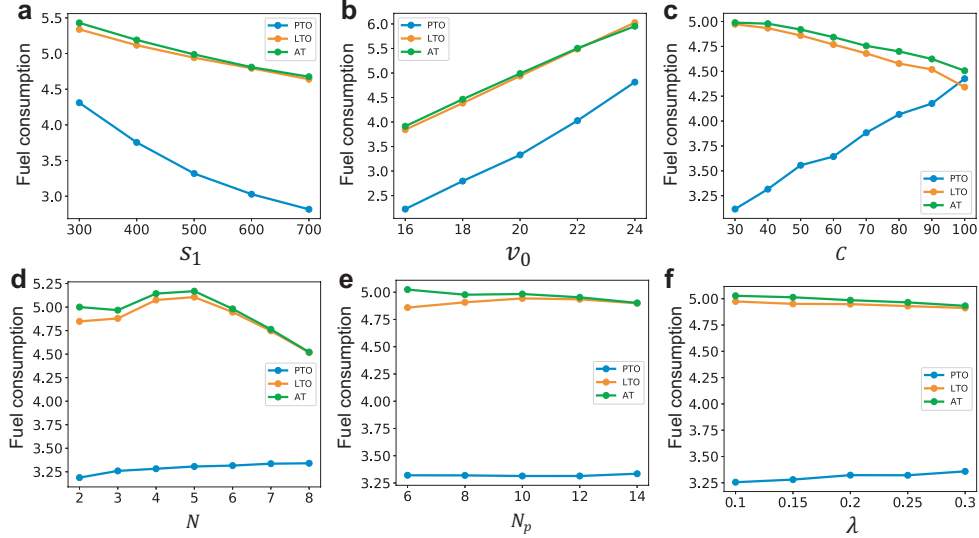 a
Fuel consumption
5.5
5.0
4.5
4.0
3.5
3.0
300 400 500 600 700
s₁
PTO
LTO
AT
b
Fuel consumption
6.0
5.5
5.0
4.5
4.0
3.5
3.0
2.5
16 18 20 22 24
v₀
PTO
LTO
AT
c
Fuel consumption
5.00
4.75
4.50
4.25
4.00
3.75
3.50
3.25
30 40 50 60 70 80 90 100
C
PTO
LTO
AT
d
Fuel consumption
5.25
5.00
4.75
4.50
4.25
4.00
3.75
3.50
3.25
2 3 4 5 6 7 8
N
PTO
LTO
AT
e
Fuel consumption
5.00
4.75
4.50
4.25
4.00
3.75
3.50
3.25
6 8 10 12 14
Nₚ
PTO
LTO
AT
f
Fuel consumption
5.00
4.75
4.50
4.25
4.00
3.75
3.50
3.25
0.1 0.15 0.2 0.25 0.3
λ
PTO
LTO
AT